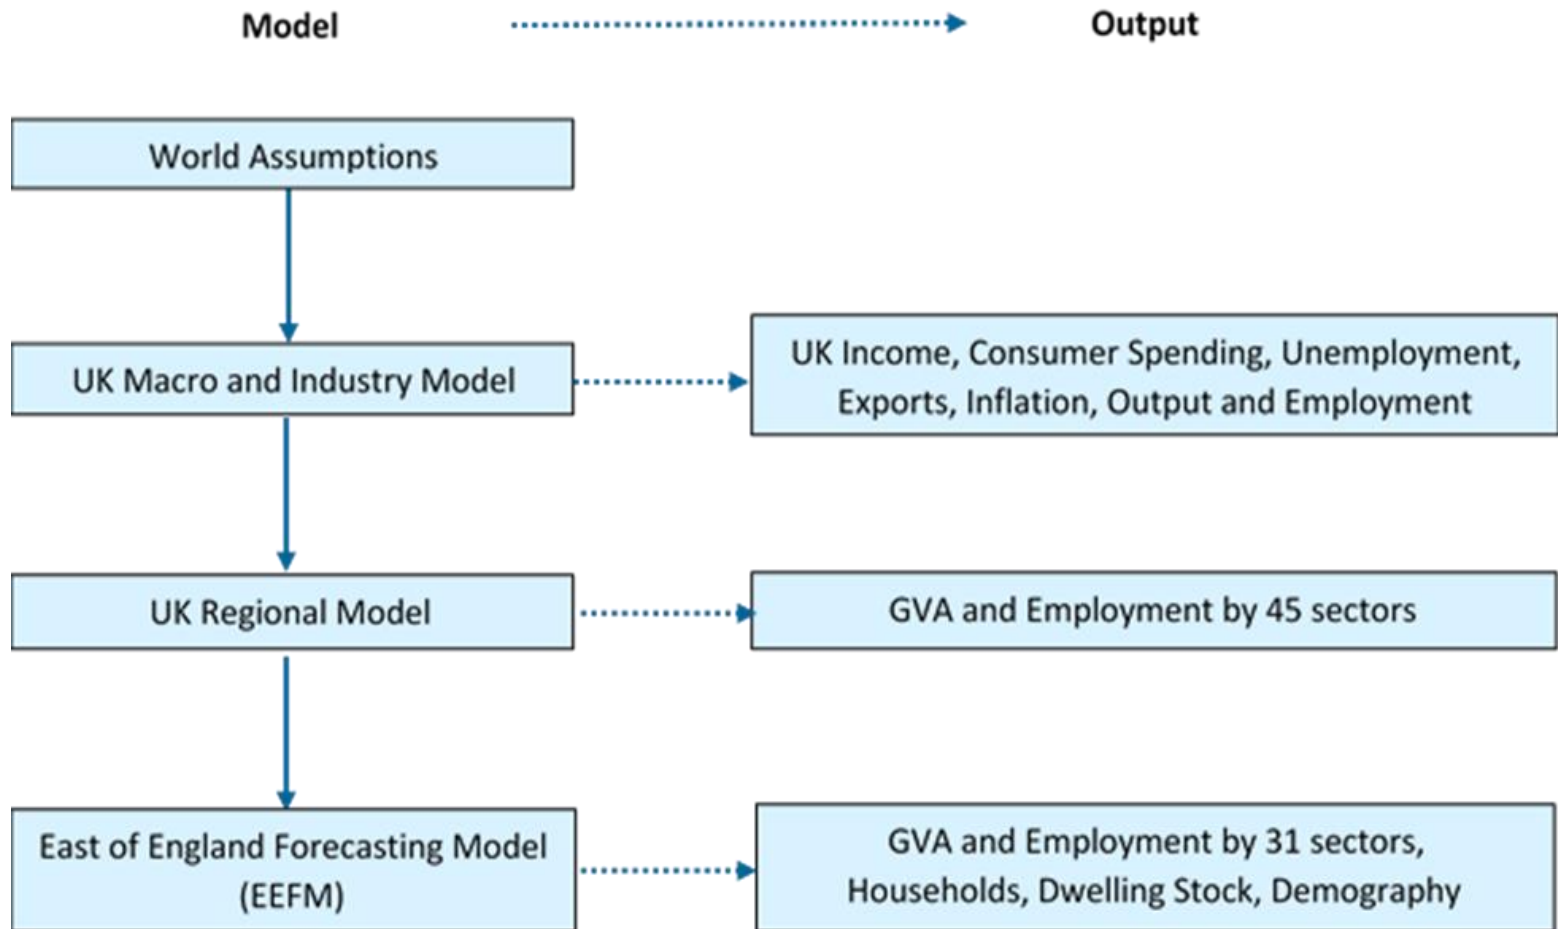 Model
Output
World Assumptions
UK Macro and Industry Model
UK Income, Consumer Spending, Unemployment,
Exports, Inflation, Output and Employment
UK Regional Model
GVA and Employment by 45 sectors
East of England Forecasting Model
(EEFM)
GVA and Employment by 31 sectors,
Households, Dwelling Stock, Demography